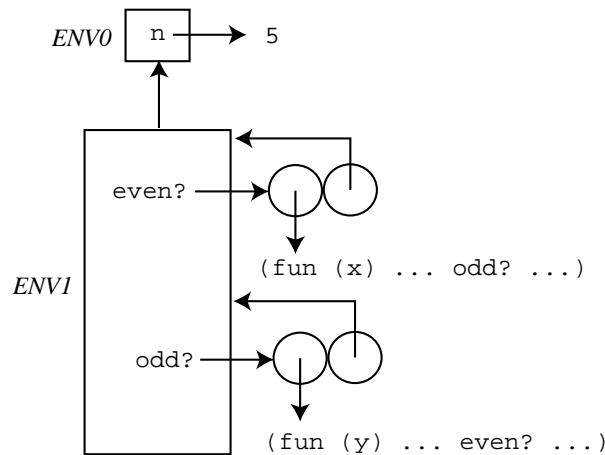 ENV0 n 5
even?
(fun (x) ... odd? ...)
ENV1
odd?
(fun (y) ... even? ...)